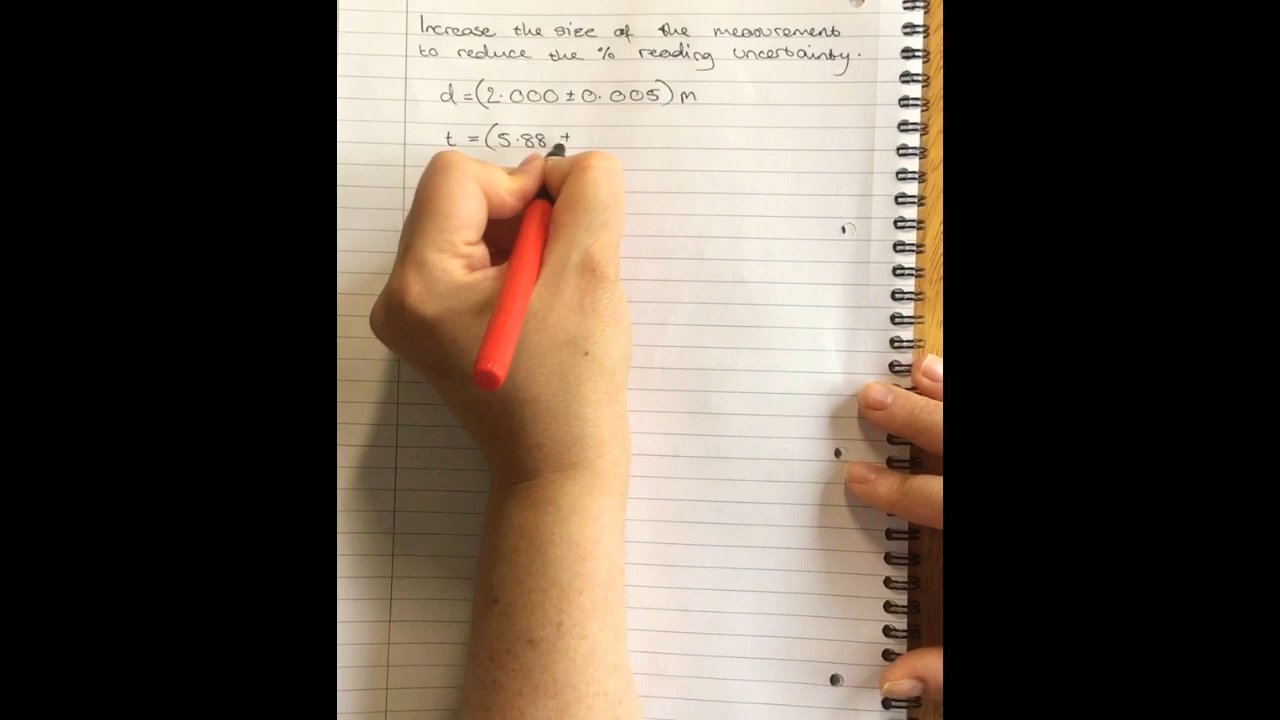 Increase the size of the measurement
to reduce the % reading uncertainty.
d = (2.000 ± 0.005) m
t = (5.88 +